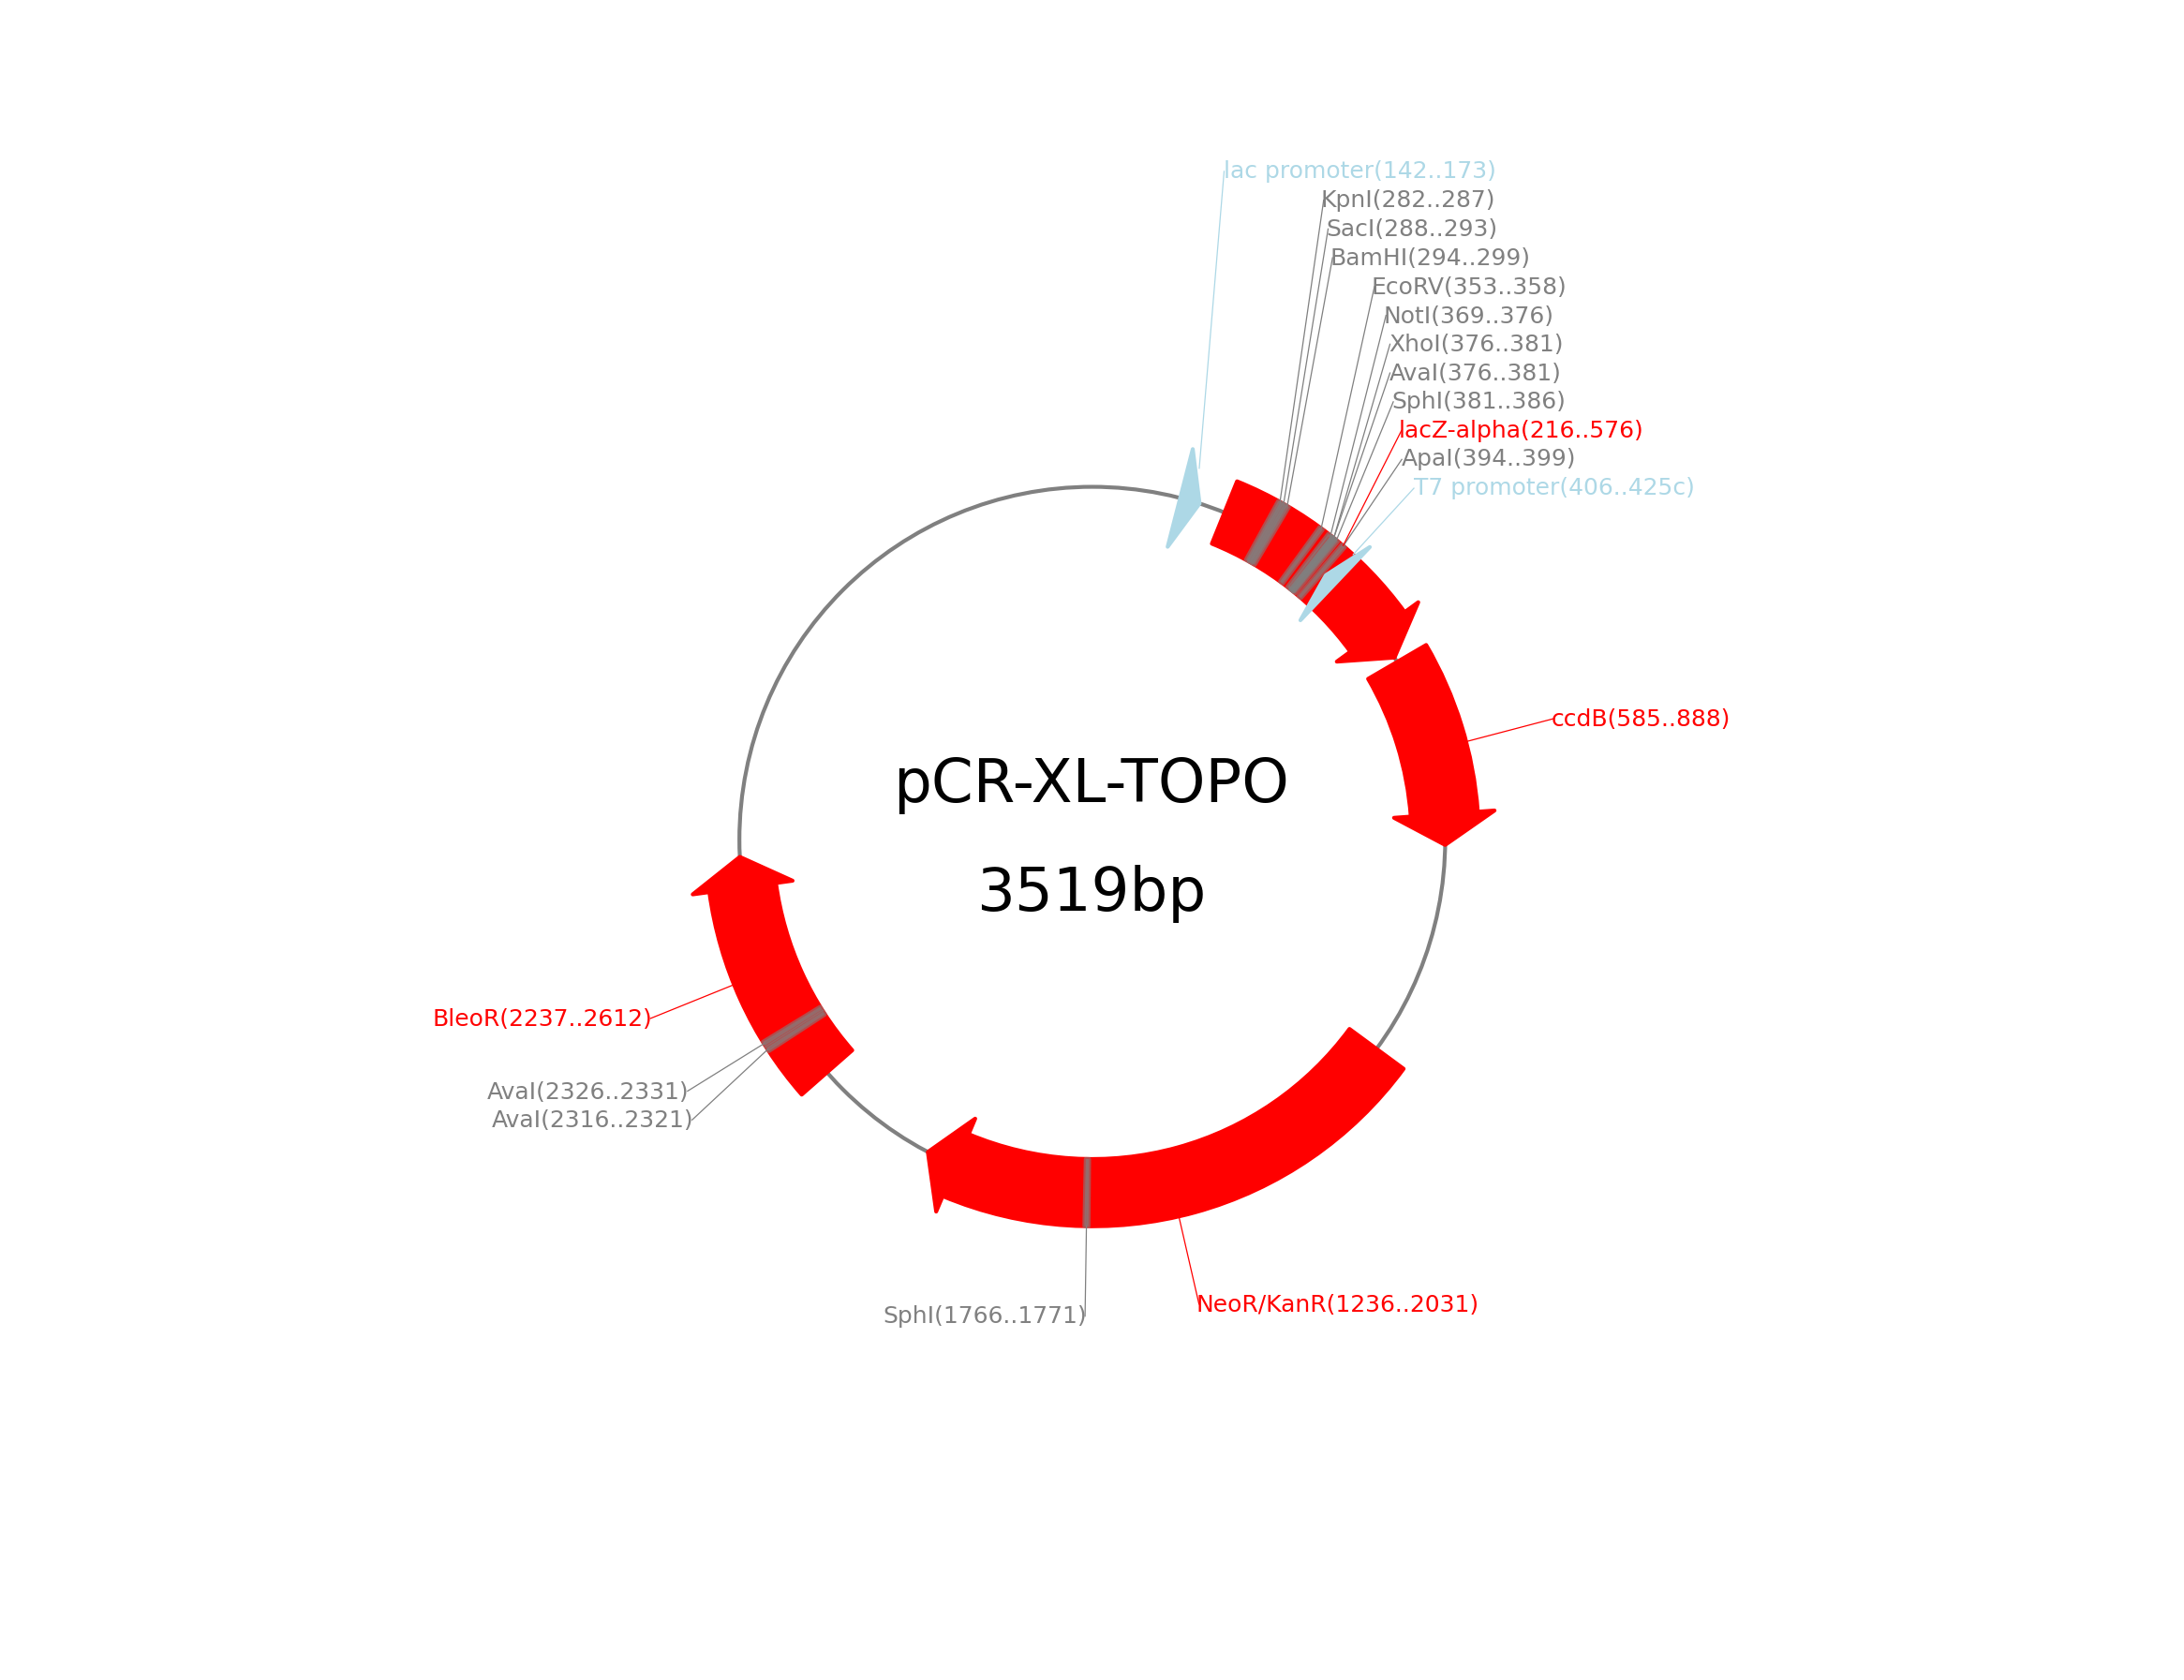 lac promoter(142..173)
KpnI(282..287)
SacI(288..293)
BamHI(294..299)
EcoRV(353..358)
NotI(369..376)
XhoI(376..381)
AvaI(376..381)
SphI(381..386)
lacZ-alpha(216..576)
ApaI(394..399)
T7 promoter(406..425c)
ccdB(585..888)
pCR-XL-TOPO
3519bp
BleoR(2237..2612)
AvaI(2326..2331)
AvaI(2316..2321)
NeoR/KanR(1236..2031)
SphI(1766..1771)